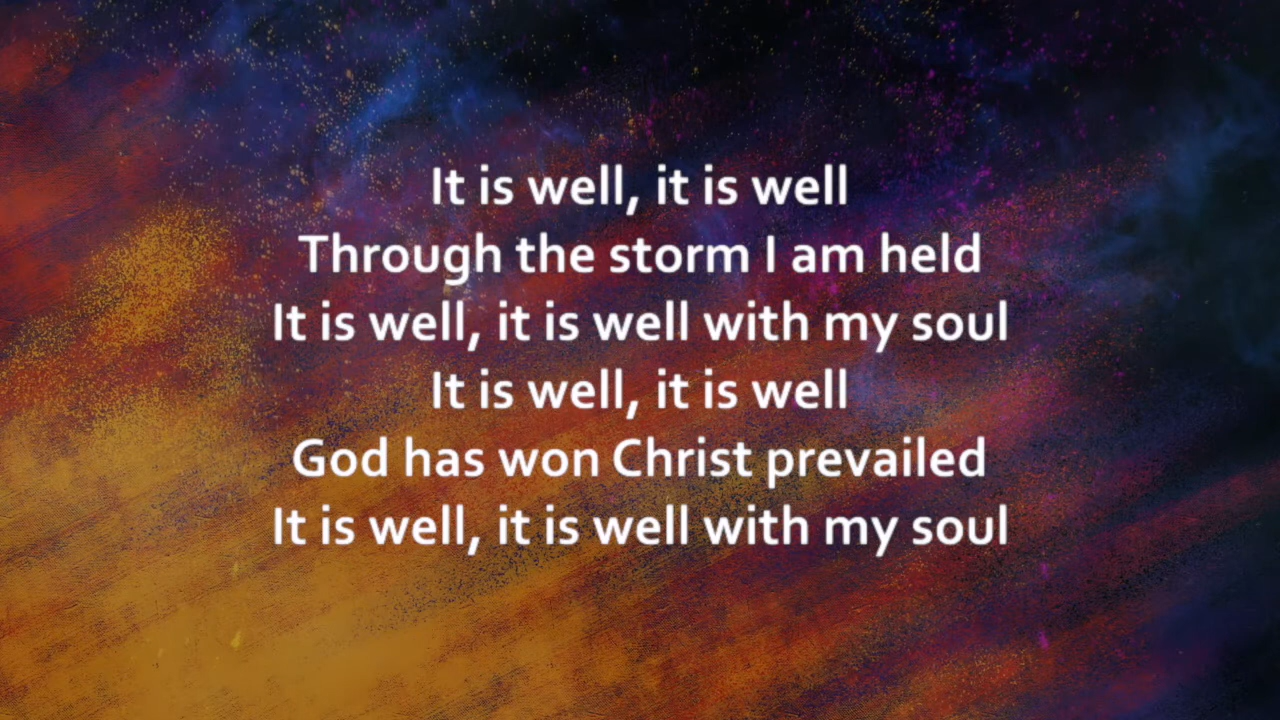 It is well, it is well
Through the storm I am held
It is well, it is well with my soul
It is well, it is well
God has won Christ prevailed
It is well, it is well with my soul